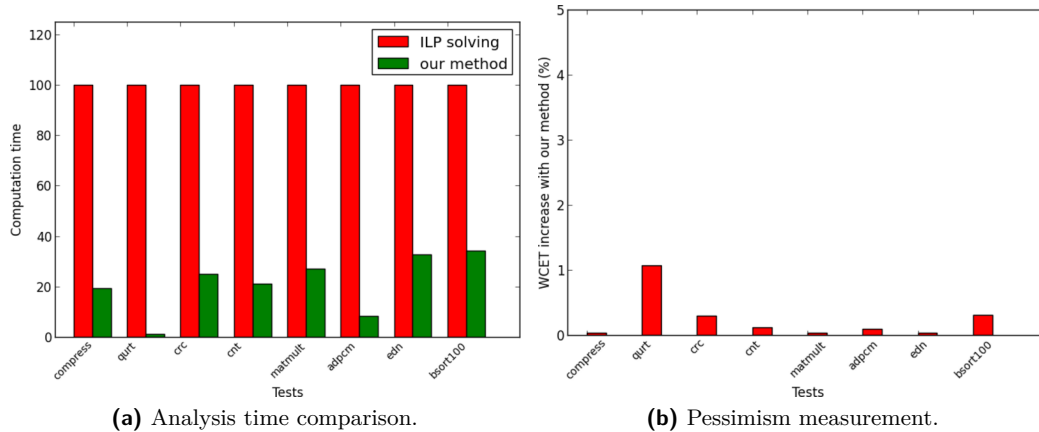 120
100
80
60
40
20
0
Computation time
ILP solving
our method
compress
qurt
crc
cnt
matmult
adpcm
edn
bsort100
Tests
(a) Analysis time comparison.
5
4
3
2
1
0
WCET increase with our method (%)
compress
qurt
crc
cnt
matmult
adpcm
edn
bsort100
Tests
(b) Pessimism measurement.